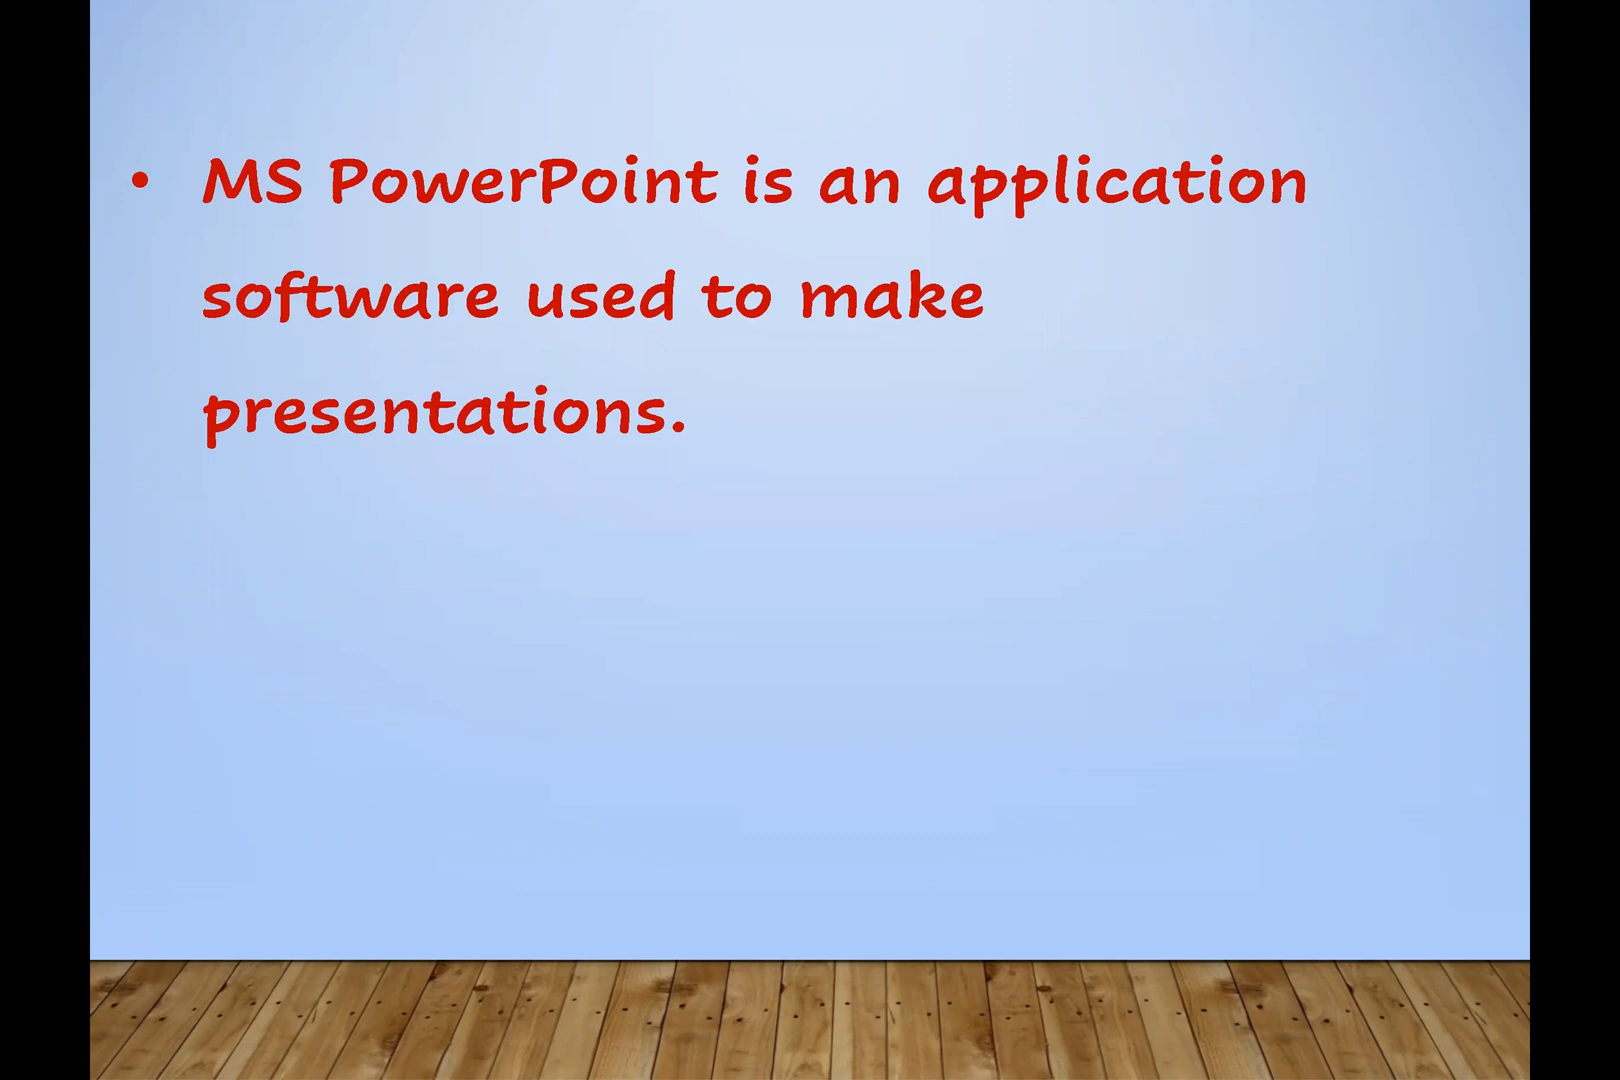 • MS PowerPoint is an application
software used to make
presentations.